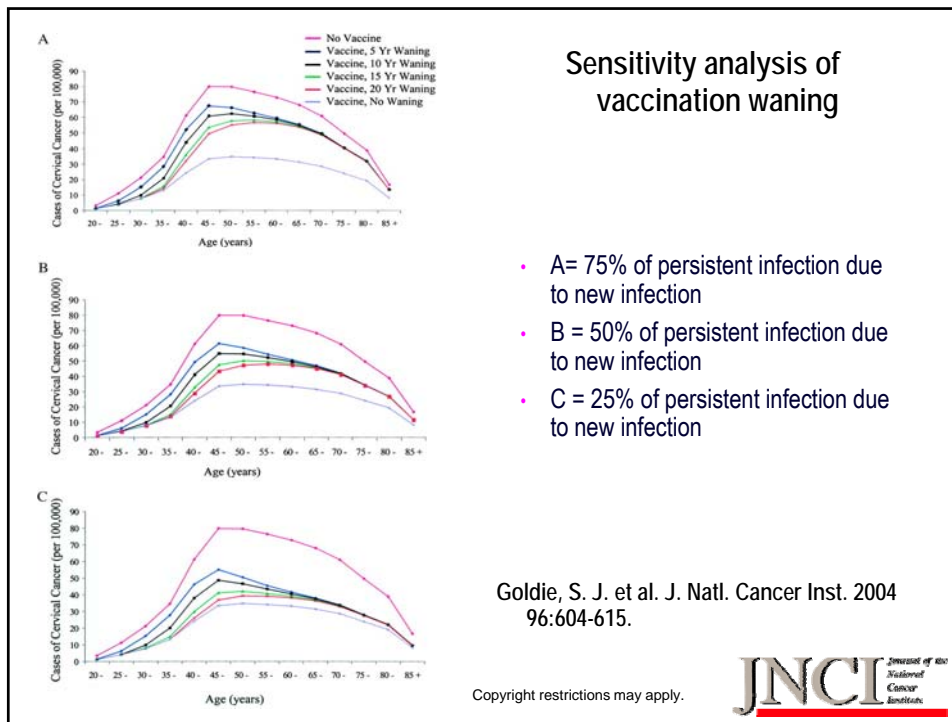 Sensitivity analysis of
vaccination waning
A
No Vaccine
Vaccine, 5 Yr Waning
Vaccine, 10 Yr Waning
Vaccine, 15 Yr Waning
Vaccine, 20 Yr Waning
Vaccine, No Waning
Cases of Cervical Cancer (per 100,000)
90
80
70
60
50
40
30
20
10
0
20 - 25 - 30 - 35 - 40 - 45 - 50 - 55 - 60 - 65 - 70 - 75 - 80 - 85 +
Age (years)
B
Cases of Cervical Cancer (per 100,000)
90
80
70
60
50
40
30
20
10
0
20 - 25 - 30 - 35 - 40 - 45 - 50 - 55 - 60 - 65 - 70 - 75 - 80 - 85 +
Age (years)
C
Cases of Cervical Cancer (per 100,000)
90
80
70
60
50
40
30
20
10
0
20 - 25 - 30 - 35 - 40 - 45 - 50 - 55 - 60 - 65 - 70 - 75 - 80 - 85 +
Age (years)
• A= 75% of persistent infection due
to new infection
• B = 50% of persistent infection due
to new infection
• C = 25% of persistent infection due
to new infection
Goldie, S. J. et al. J. Natl. Cancer Inst. 2004
96:604-615.
Copyright restrictions may apply.
JNCI
Journal of the
National
Cancer
Institute